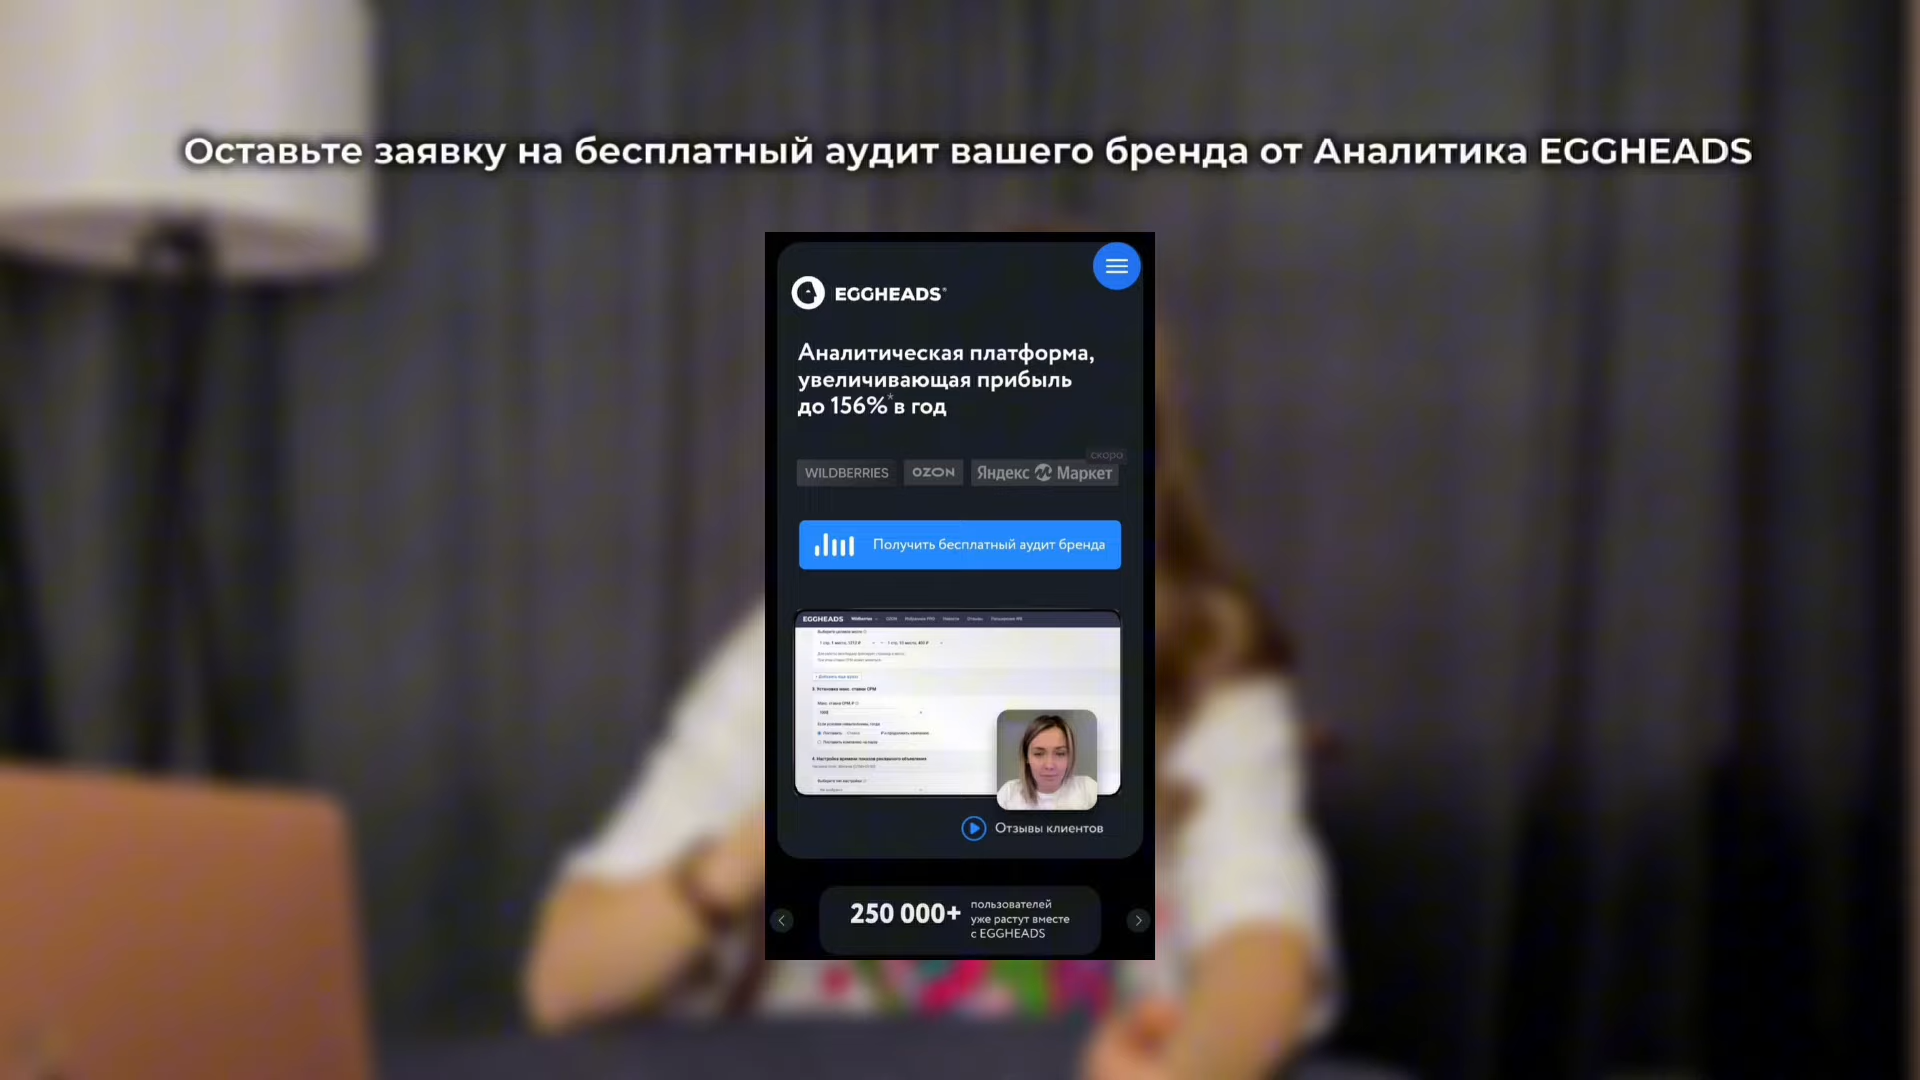 Оставьте заявку на бесплатный аудит вашего бренда от Аналитика EGGHEADS
EGGHEADS
Аналитическая платформа,
увеличивающая прибыль
до 156%* в год
скоро
WILDBERRIES OZON Яндекс Маркет
Получить бесплатный аудит бренда
EGGHEADS
Отзывы клиентов
250 000+
пользователей
уже растут вместе
с EGGHEADS